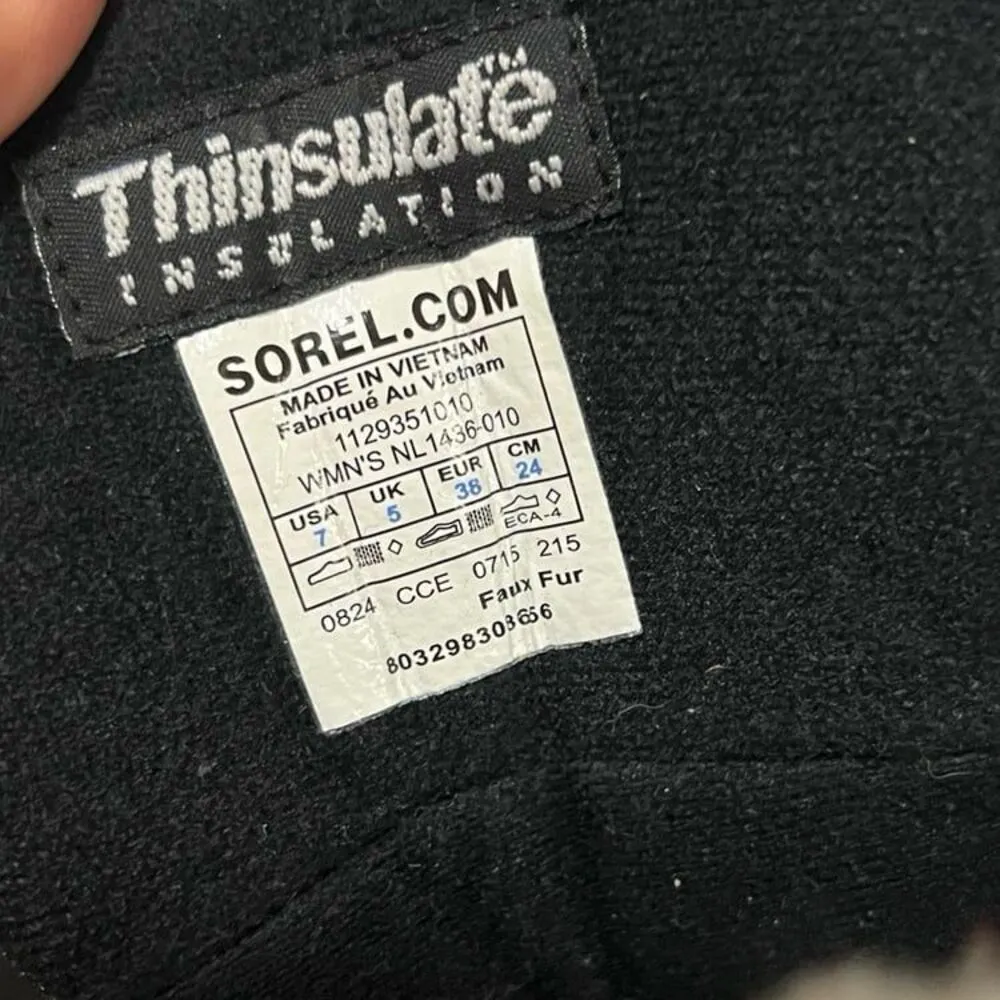 Thinsulate™
INSULATION
SOREL.COM
MADE IN VIETNAM
Fabriqué Au Vietnam
1129351010
WMN'S NL1436-010
USA UK EUR CM
7 5 38 24
ECA-4
0824 CCE 0715 215
Faux Fur